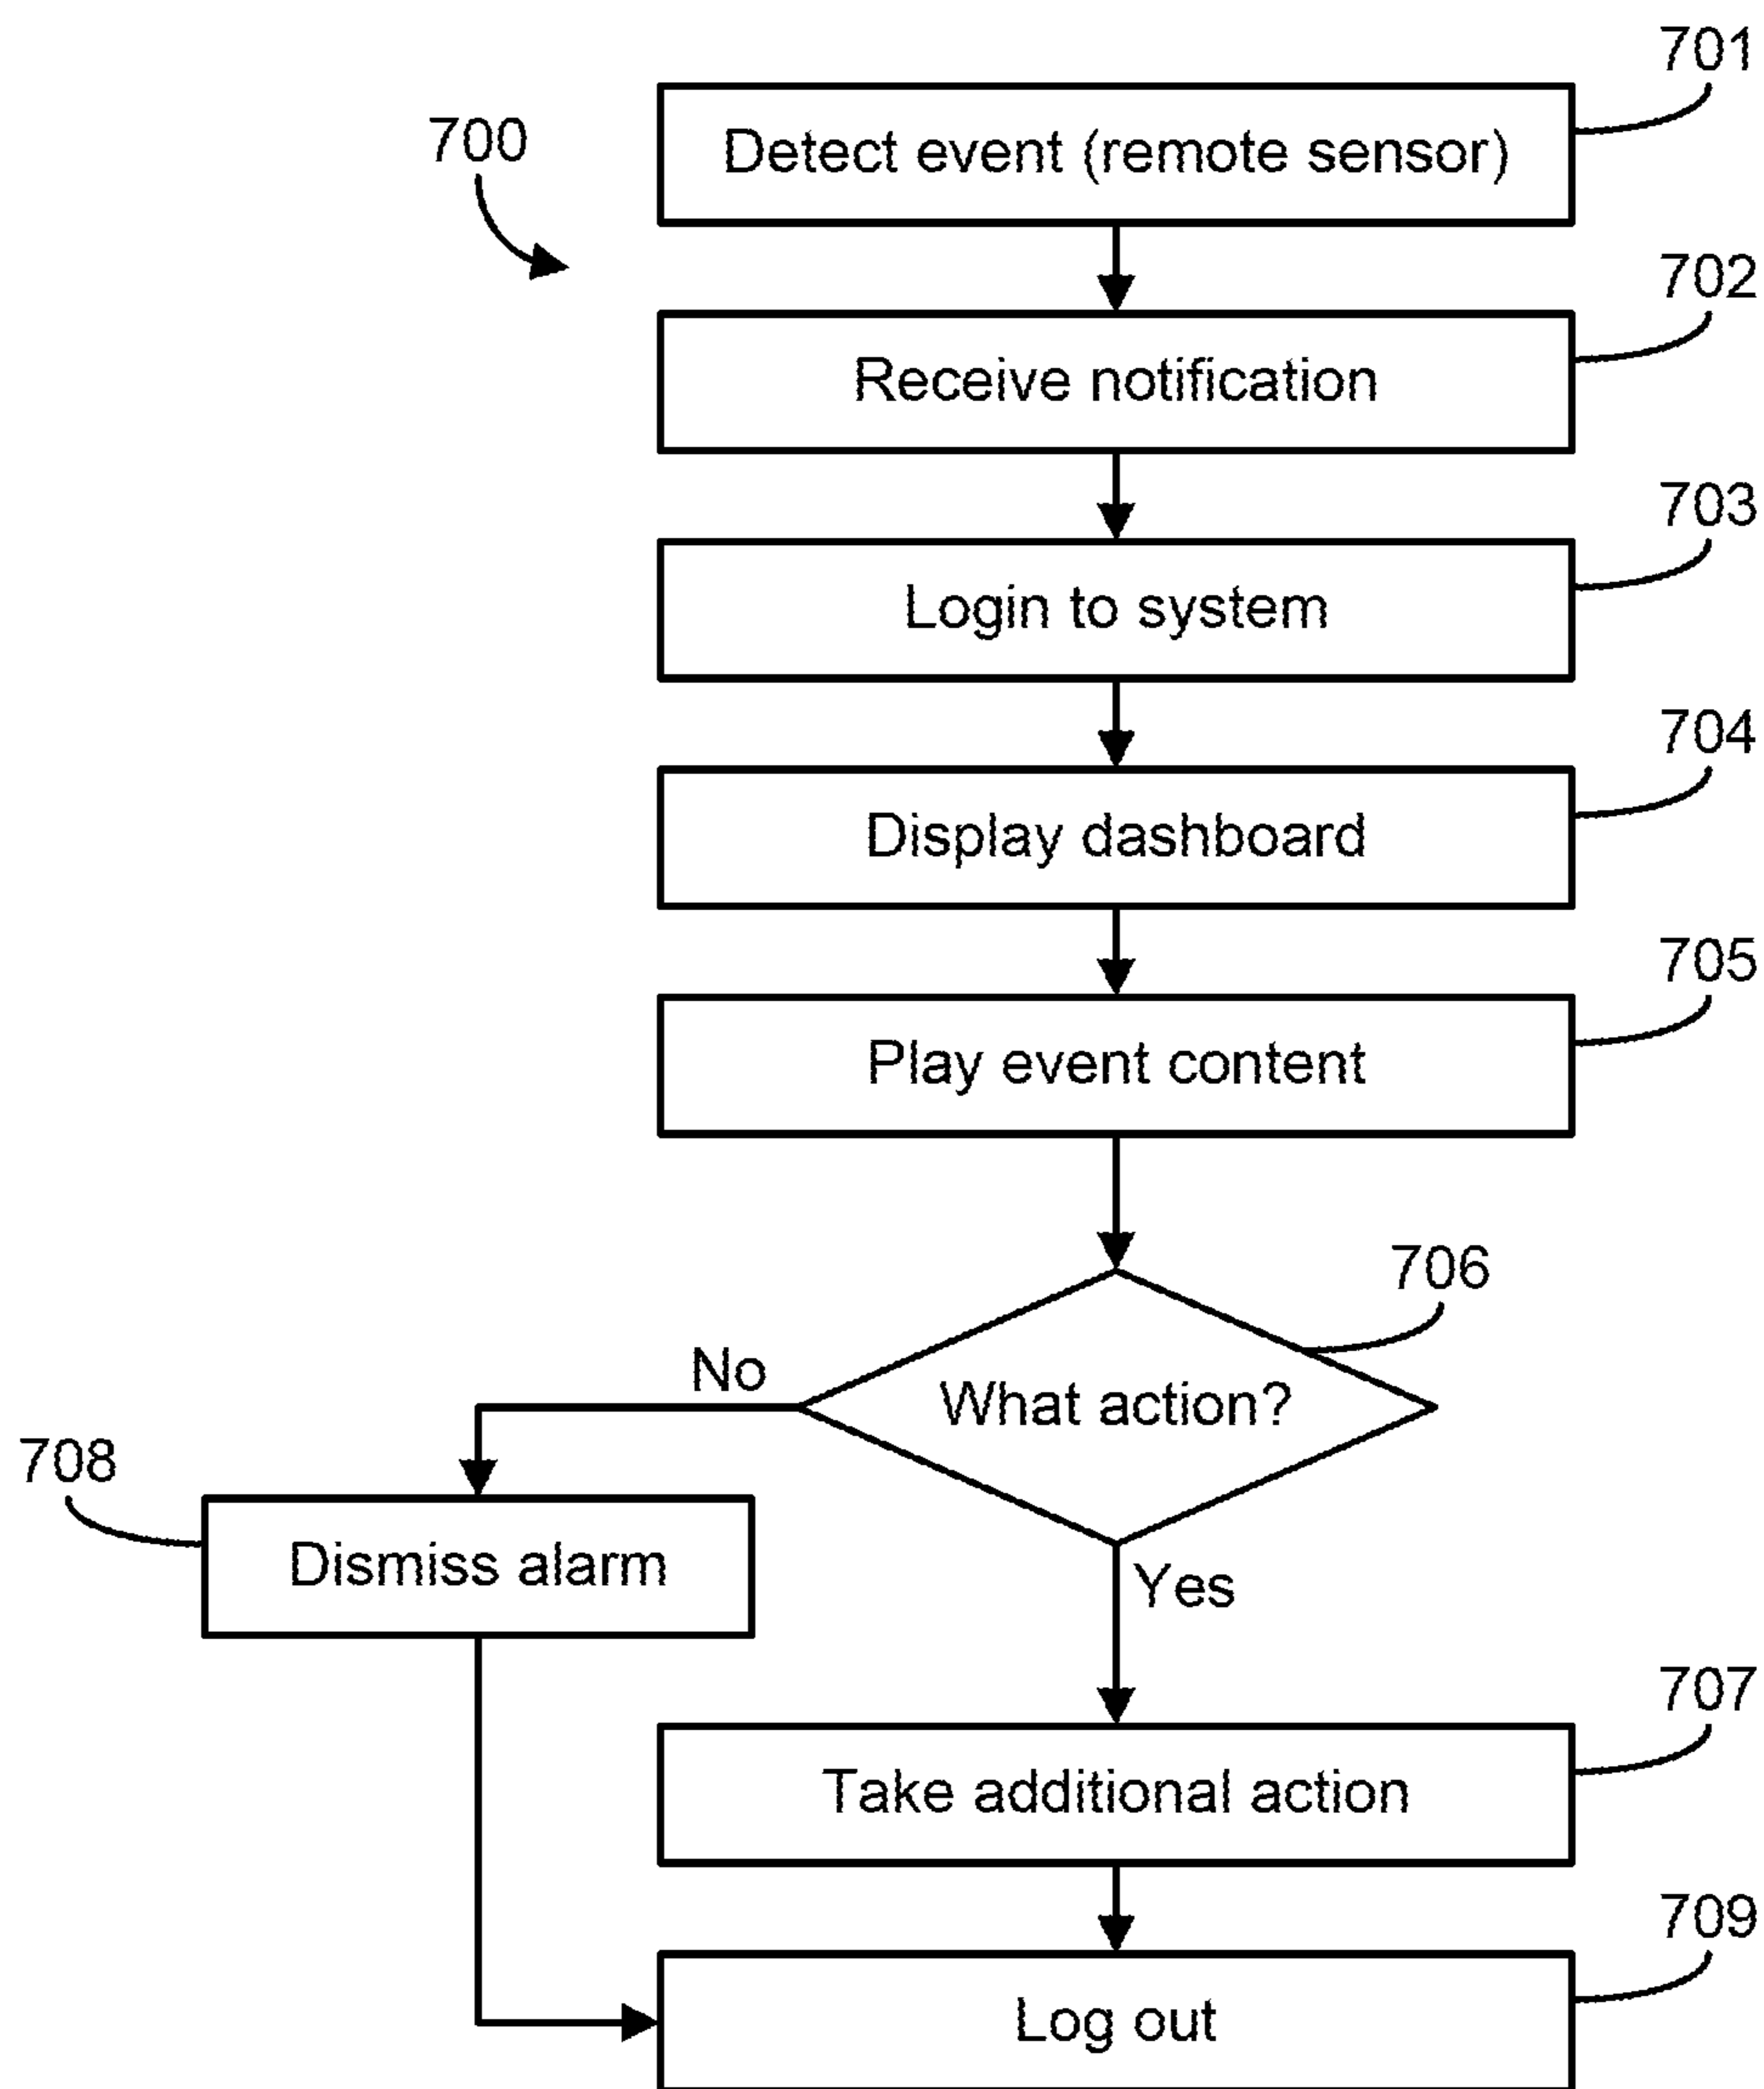 701
700
Detect event (remote sensor)
702
Receive notification
703
Login to system
704
Display dashboard
705
Play event content
706
No
What action?
708
Dismiss alarm
Yes
707
Take additional action
709
Log out